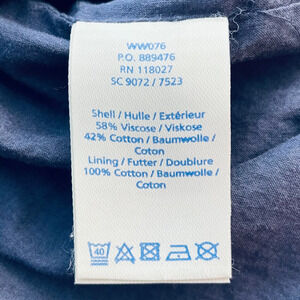 WW076
P.O. 889476
RN 118027
SC 9072 / 7523
Shell / Hulle / Extérieur
58% Viscose / Viskose
42% Cotton / Baumwolle /
Coton
Lining / Futter / Doublure
100% Cotton / Baumwolle /
Coton
40